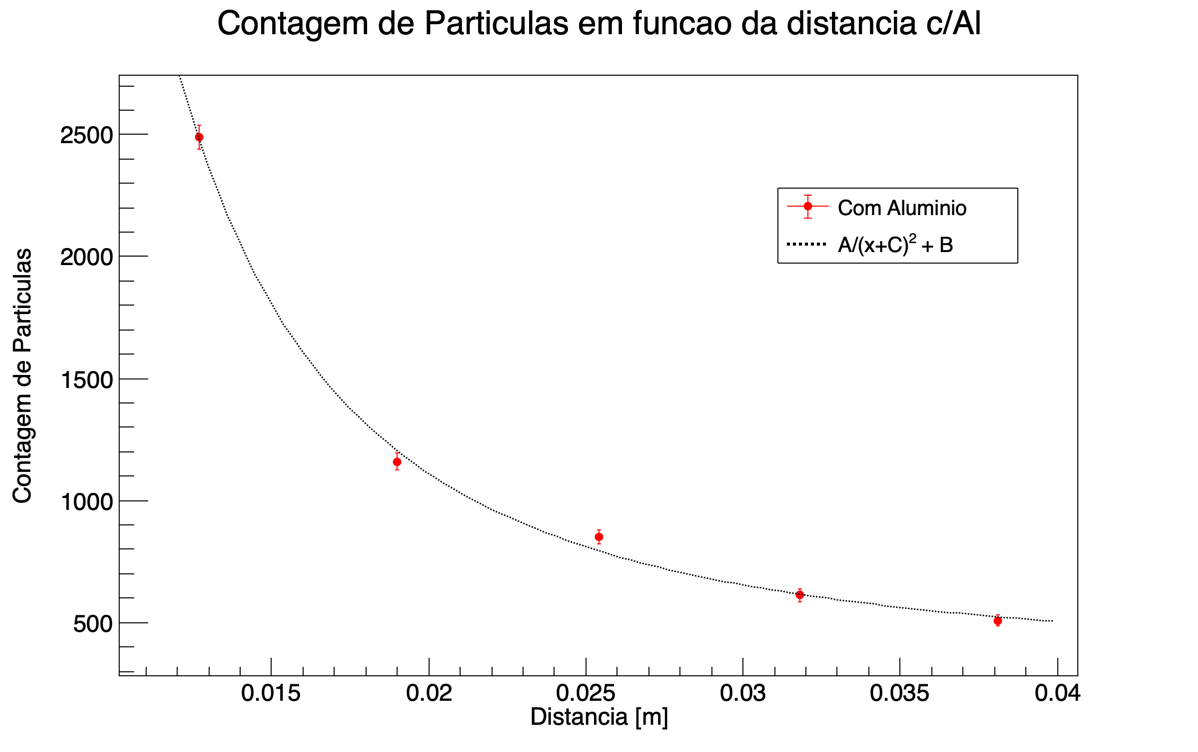 Contagem de Particulas em funcao da distancia c/Al
Contagem de Particulas
2500
2000
1500
1000
500
Com Aluminio
A/(x+C)² + B
0.015 0.02 0.025 0.03 0.035 0.04
Distancia [m]